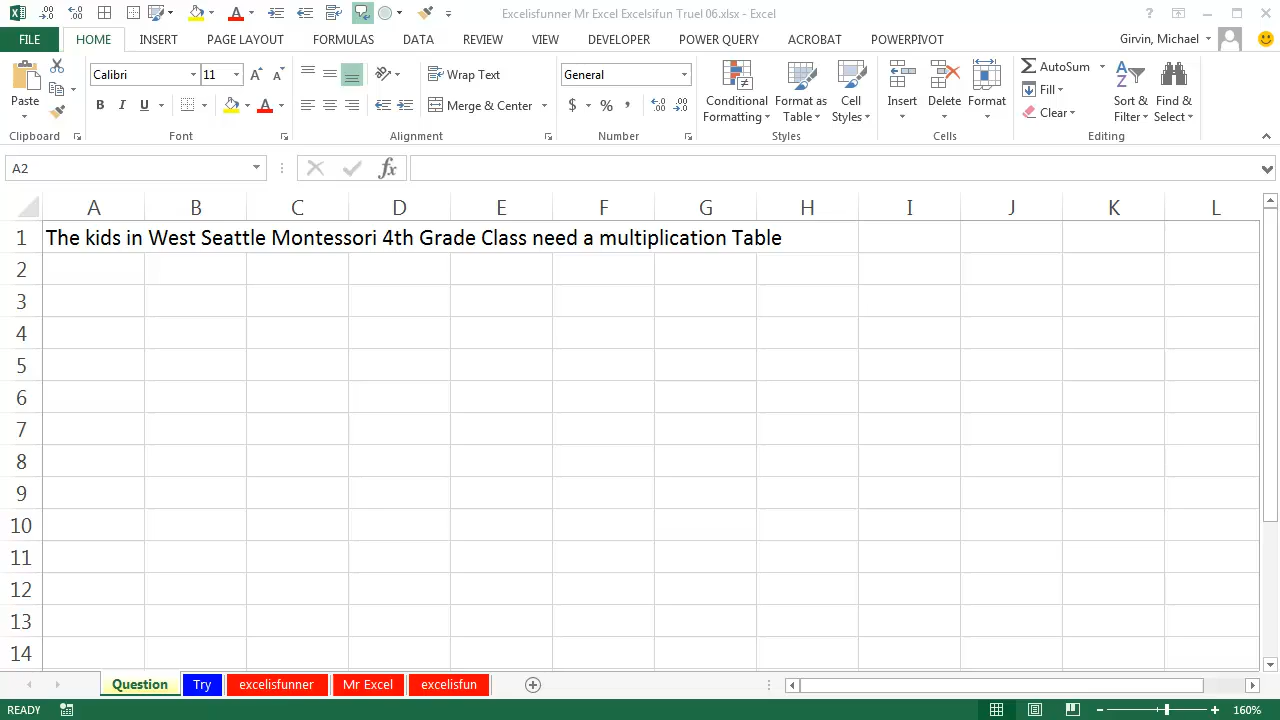 Excelisfunner Mr Excel Excelsifun Truel 06.xlsx - Excel
FILE HOME INSERT PAGE LAYOUT FORMULAS DATA REVIEW VIEW DEVELOPER POWER QUERY ACROBAT POWERPIVOT Girvin, Michael
Paste
Clipboard
Calibri 11
B I U
Font
Wrap Text
Merge & Center
Alignment
General
$ % ,
Number
Conditional Formatting
Format as Table
Cell Styles
Styles
Insert Delete Format
Cells
AutoSum
Fill
Clear
Sort & Filter
Find & Select
Editing
A2 fx
A B C D E F G H I J K L
1 The kids in West Seattle Montessori 4th Grade Class need a multiplication Table
2
3
4
5
6
7
8
9
10
11
12
13
14
Question Try excelisfunner Mr Excel excelisfun
READY 160%